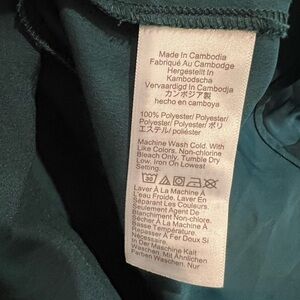 Made In Cambodia
Fabriqué Au Cambodge
Hergestellt In
Kambodscha
Vervaardigd In Cambodja
カンボジア製
hecho en camboya
100% Polyester/ Polyester/
Polyester/ Polyester/ ポリ
エステル/ poliéster
Machine Wash Cold. With
Like Colors. Non-chlorine
Bleach Only. Tumble Dry
Low. Iron On Lowest
Setting.
30
Laver À La Machine À
L'eau Froide. Laver En
Séparant Les Couleurs.
Seulement Agent De
Blanchiment Non-chlore.
Sécher À La Machine À
Basse Température.
Repasser À Fer Doux Si
Nécessaire.
In Der Maschine Kalt
Waschen. Mit Ähnlichen
Farben Waschen. Nur